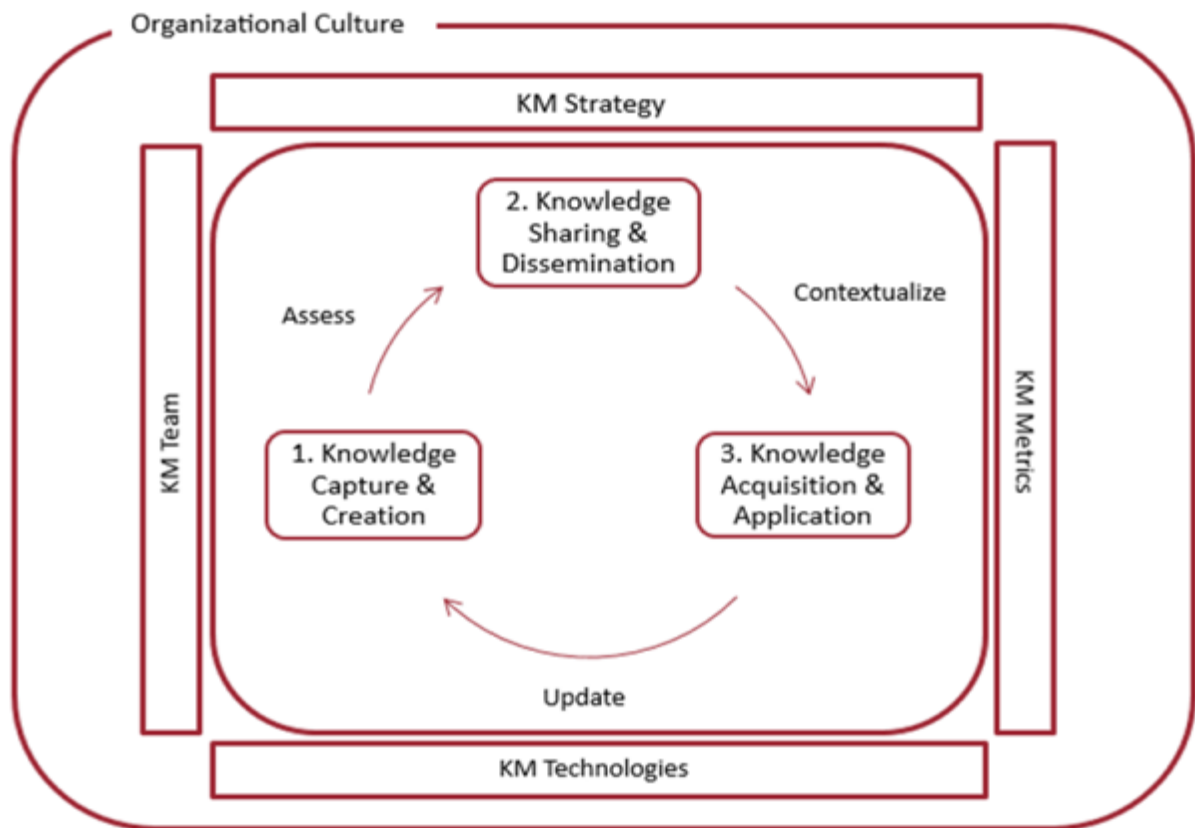 Organizational Culture
KM Strategy
2. Knowledge
Sharing &
Dissemination
Assess
Contextualize
KM Team
1. Knowledge
Capture &
Creation
3. Knowledge
Acquisition &
Application
KM Metrics
Update
KM Technologies